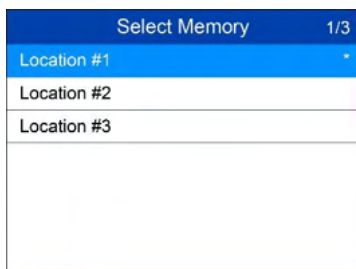 Select Memory 1/3
Location #1 *
Location #2
Location #3